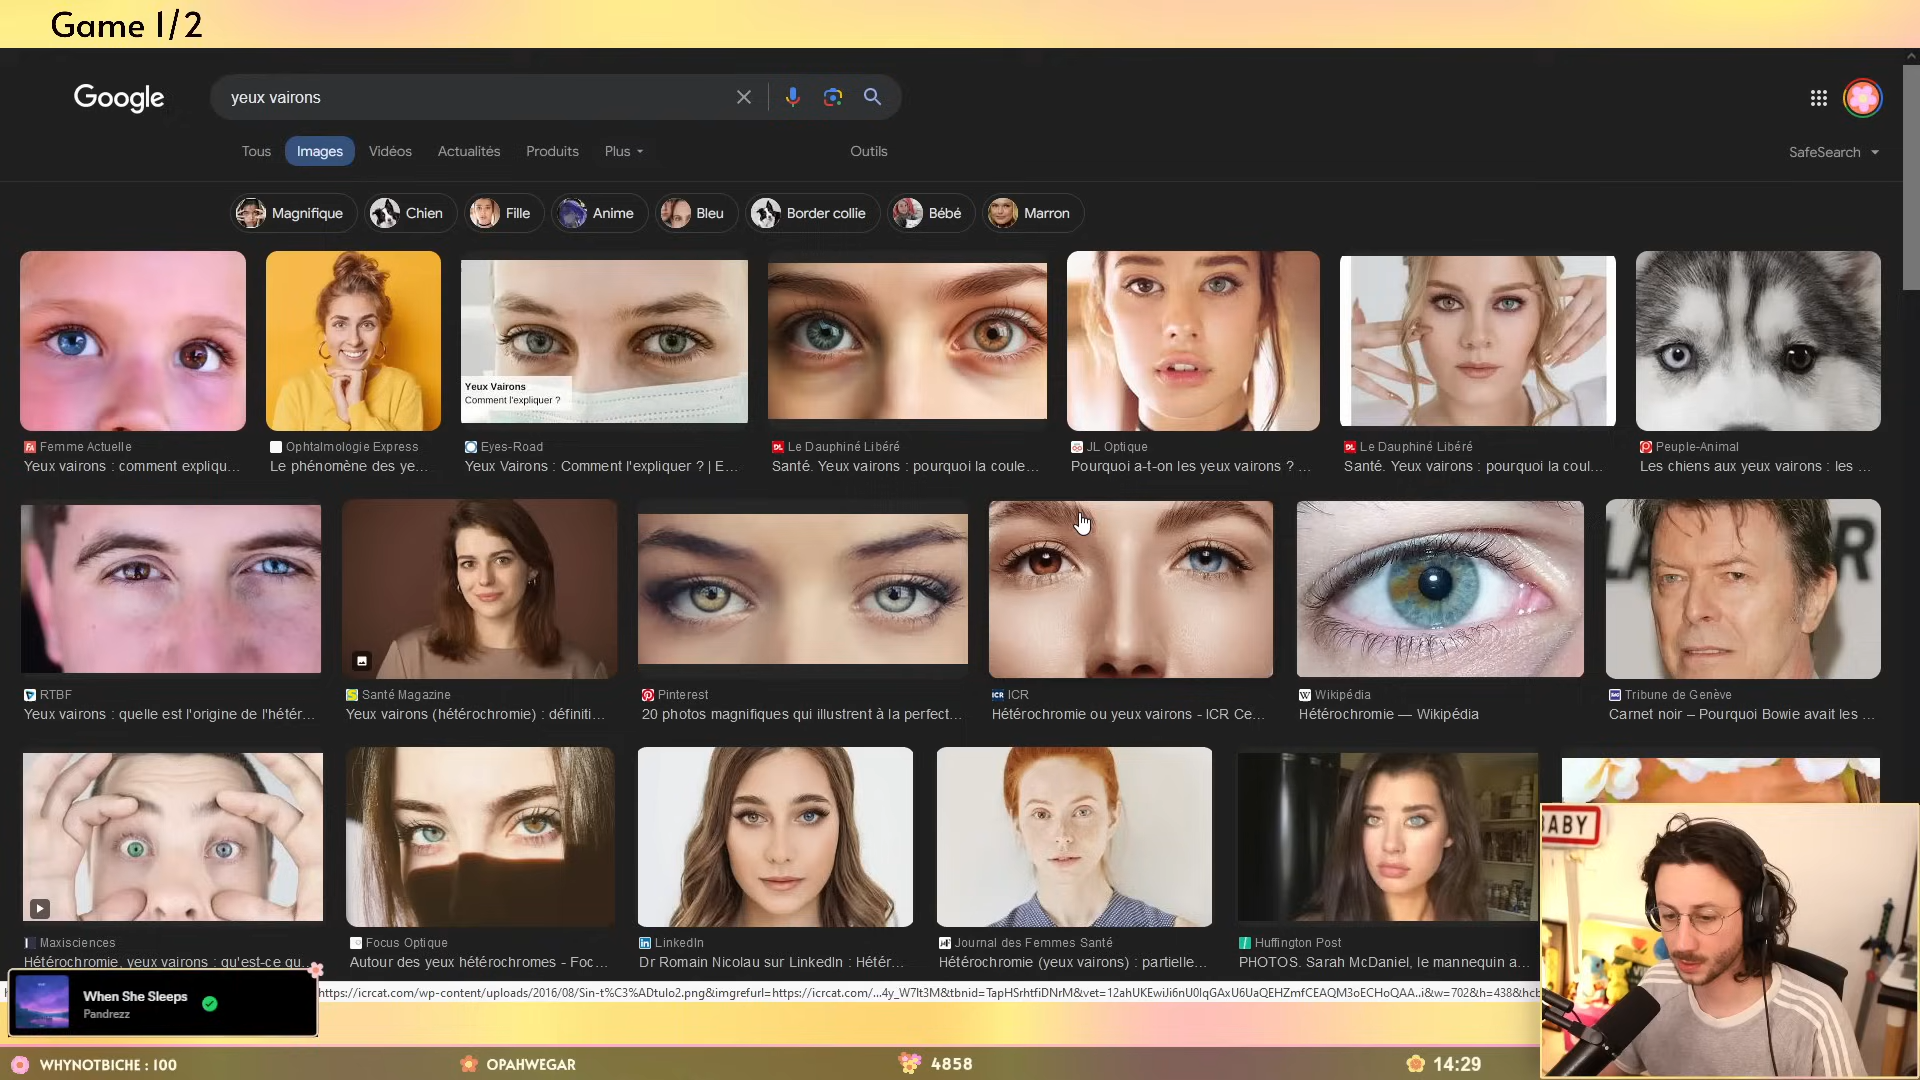 Game 1/2
Google
yeux vairons
Tous
Images
Vidéos
Actualités
Produits
Plus
Outils
SafeSearch
Magnifique
Chien
Fille
Anime
Bleu
Border collie
Bébé
Marron
Yeux Vairons
Comment l'expliquer ?
Femme Actuelle
Yeux vairons : comment expliqu...
Ophtalmologie Express
Le phénomène des ye...
Eyes-Road
Yeux Vairons : Comment l'expliquer ? | E...
Le Dauphiné Libéré
Santé. Yeux vairons : pourquoi la coule...
JL Optique
Pourquoi a-t-on les yeux vairons ? ...
Le Dauphiné Libéré
Santé. Yeux vairons : pourquoi la coul...
Peuple-Animal
Les chiens aux yeux vairons : les ...
RTBF
Yeux vairons : quelle est l'origine de l'hétér...
Santé Magazine
Yeux vairons (hétérochromie) : définiti...
Pinterest
20 photos magnifiques qui illustrent à la perfect...
ICR
Hétérochromie ou yeux vairons - ICR Ce...
Wikipédia
Hétérochromie — Wikipédia
Tribune de Genève
Carnet noir – Pourquoi Bowie avait les ...
Maxisciences
Hétérochromie, yeux vairons : qu'est-ce qu...
Focus Optique
Autour des yeux hétérochromes - Foc...
LinkedIn
Dr Romain Nicolau sur LinkedIn : Hétér...
Journal des Femmes Santé
Hétérochromie (yeux vairons) : partielle...
Huffington Post
PHOTOS. Sarah McDaniel, le mannequin a...
BABY
When She Sleeps
Pandrezz
WHYNOTBICHE : 100
OPAHWEGAR
4858
14:29